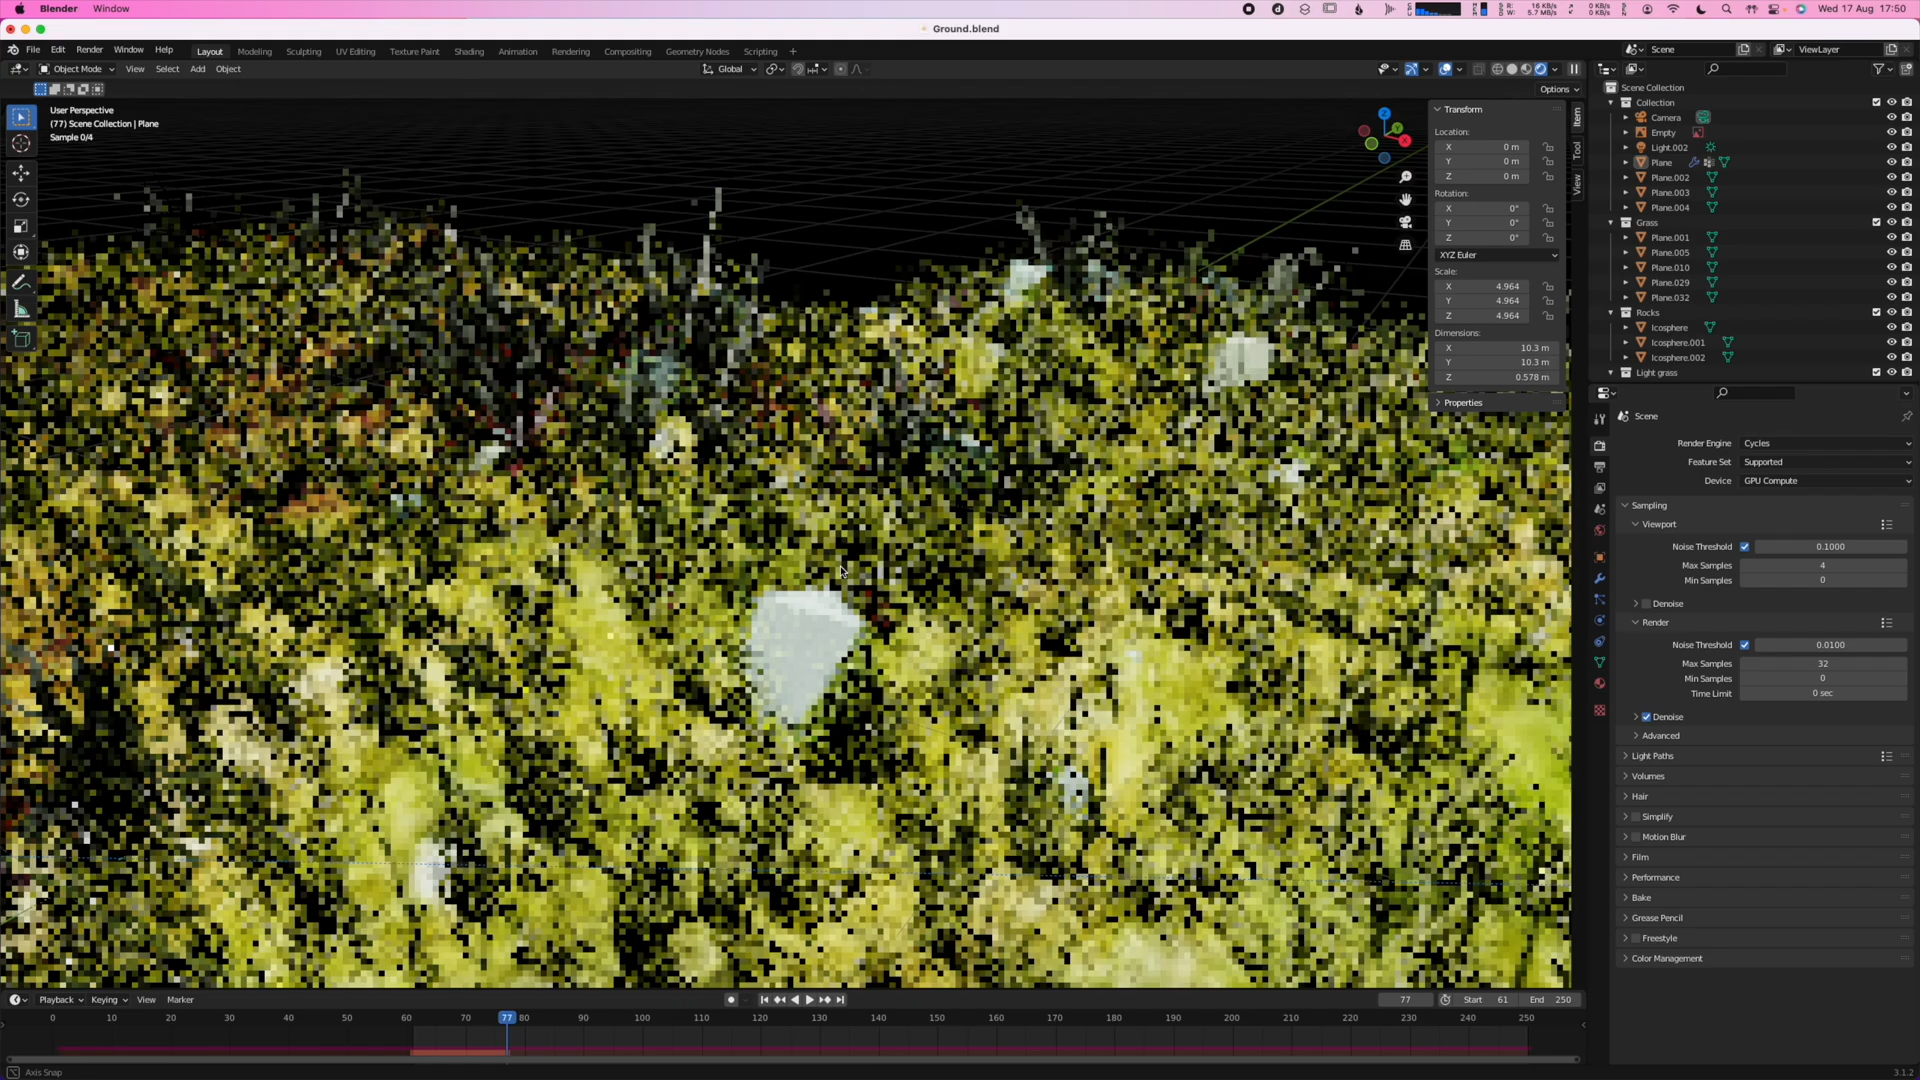 Blender Window
16 KB/s 0 KB/s
5.7 MB/s 0 KB/s
Wed 17 Aug 17:50
Ground.blend
File Edit Render Window Help
Layout Modeling Sculpting UV Editing Texture Paint Shading Animation Rendering Compositing Geometry Nodes Scripting +
Scene
ViewLayer
Object Mode View Select Add Object
Global
Options
User Perspective
(77) Scene Collection | Plane
Sample 0/4
Z
Y
X
Transform
Location:
X 0 m
Y 0 m
Z 0 m
Rotation:
X 0°
Y 0°
Z 0°
XYZ Euler
Scale:
X 4.964
Y 4.964
Z 4.964
Dimensions:
X 10.3 m
Y 10.3 m
Z 0.578 m
Properties
Item
Tool
View
Scene Collection
Collection
Camera
Empty
Light.002
Plane
Plane.002
Plane.003
Plane.004
Grass
Plane.001
Plane.005
Plane.010
Plane.029
Plane.032
Rocks
Icosphere
Icosphere.001
Icosphere.002
Light grass
Scene
Render Engine Cycles
Feature Set Supported
Device GPU Compute
Sampling
Viewport
Noise Threshold 0.1000
Max Samples 4
Min Samples 0
Denoise
Render
Noise Threshold 0.0100
Max Samples 32
Min Samples 0
Time Limit 0 sec
Denoise
Advanced
Light Paths
Volumes
Hair
Simplify
Motion Blur
Film
Performance
Bake
Grease Pencil
Freestyle
Color Management
Playback Keying View Marker
77 Start 61 End 250
0 10 20 30 40 50 60 70 77 80 90 100 110 120 130 140 150 160 170 180 190 200 210 220 230 240 250
Axis Snap
3.1.2